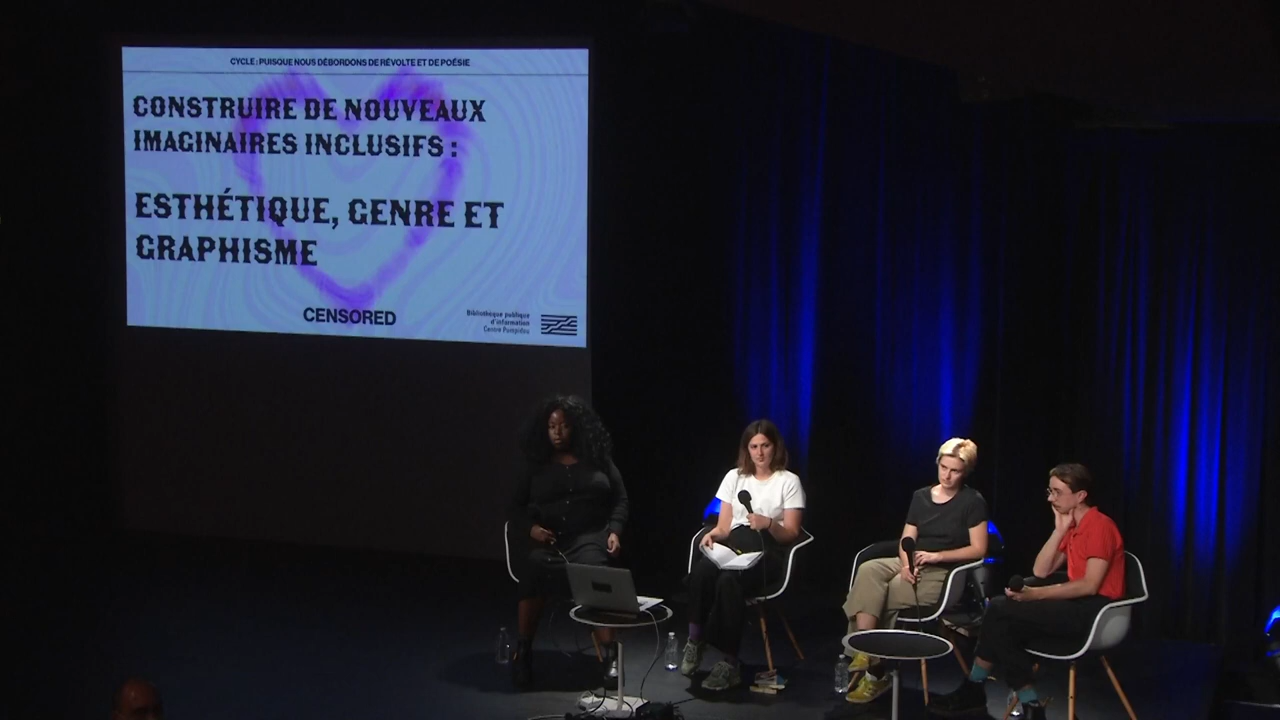 CYCLE : PUISQUE NOUS DÉBORDONS DE RÉVOLTE ET DE POÉSIE
CONSTRUIRE DE NOUVEAUX
IMAGINAIRES INCLUSIFS :
ESTHÉTIQUE, GENRE ET
GRAPHISME
CENSORED
Bibliothèque publique
d'information
Centre Pompidou